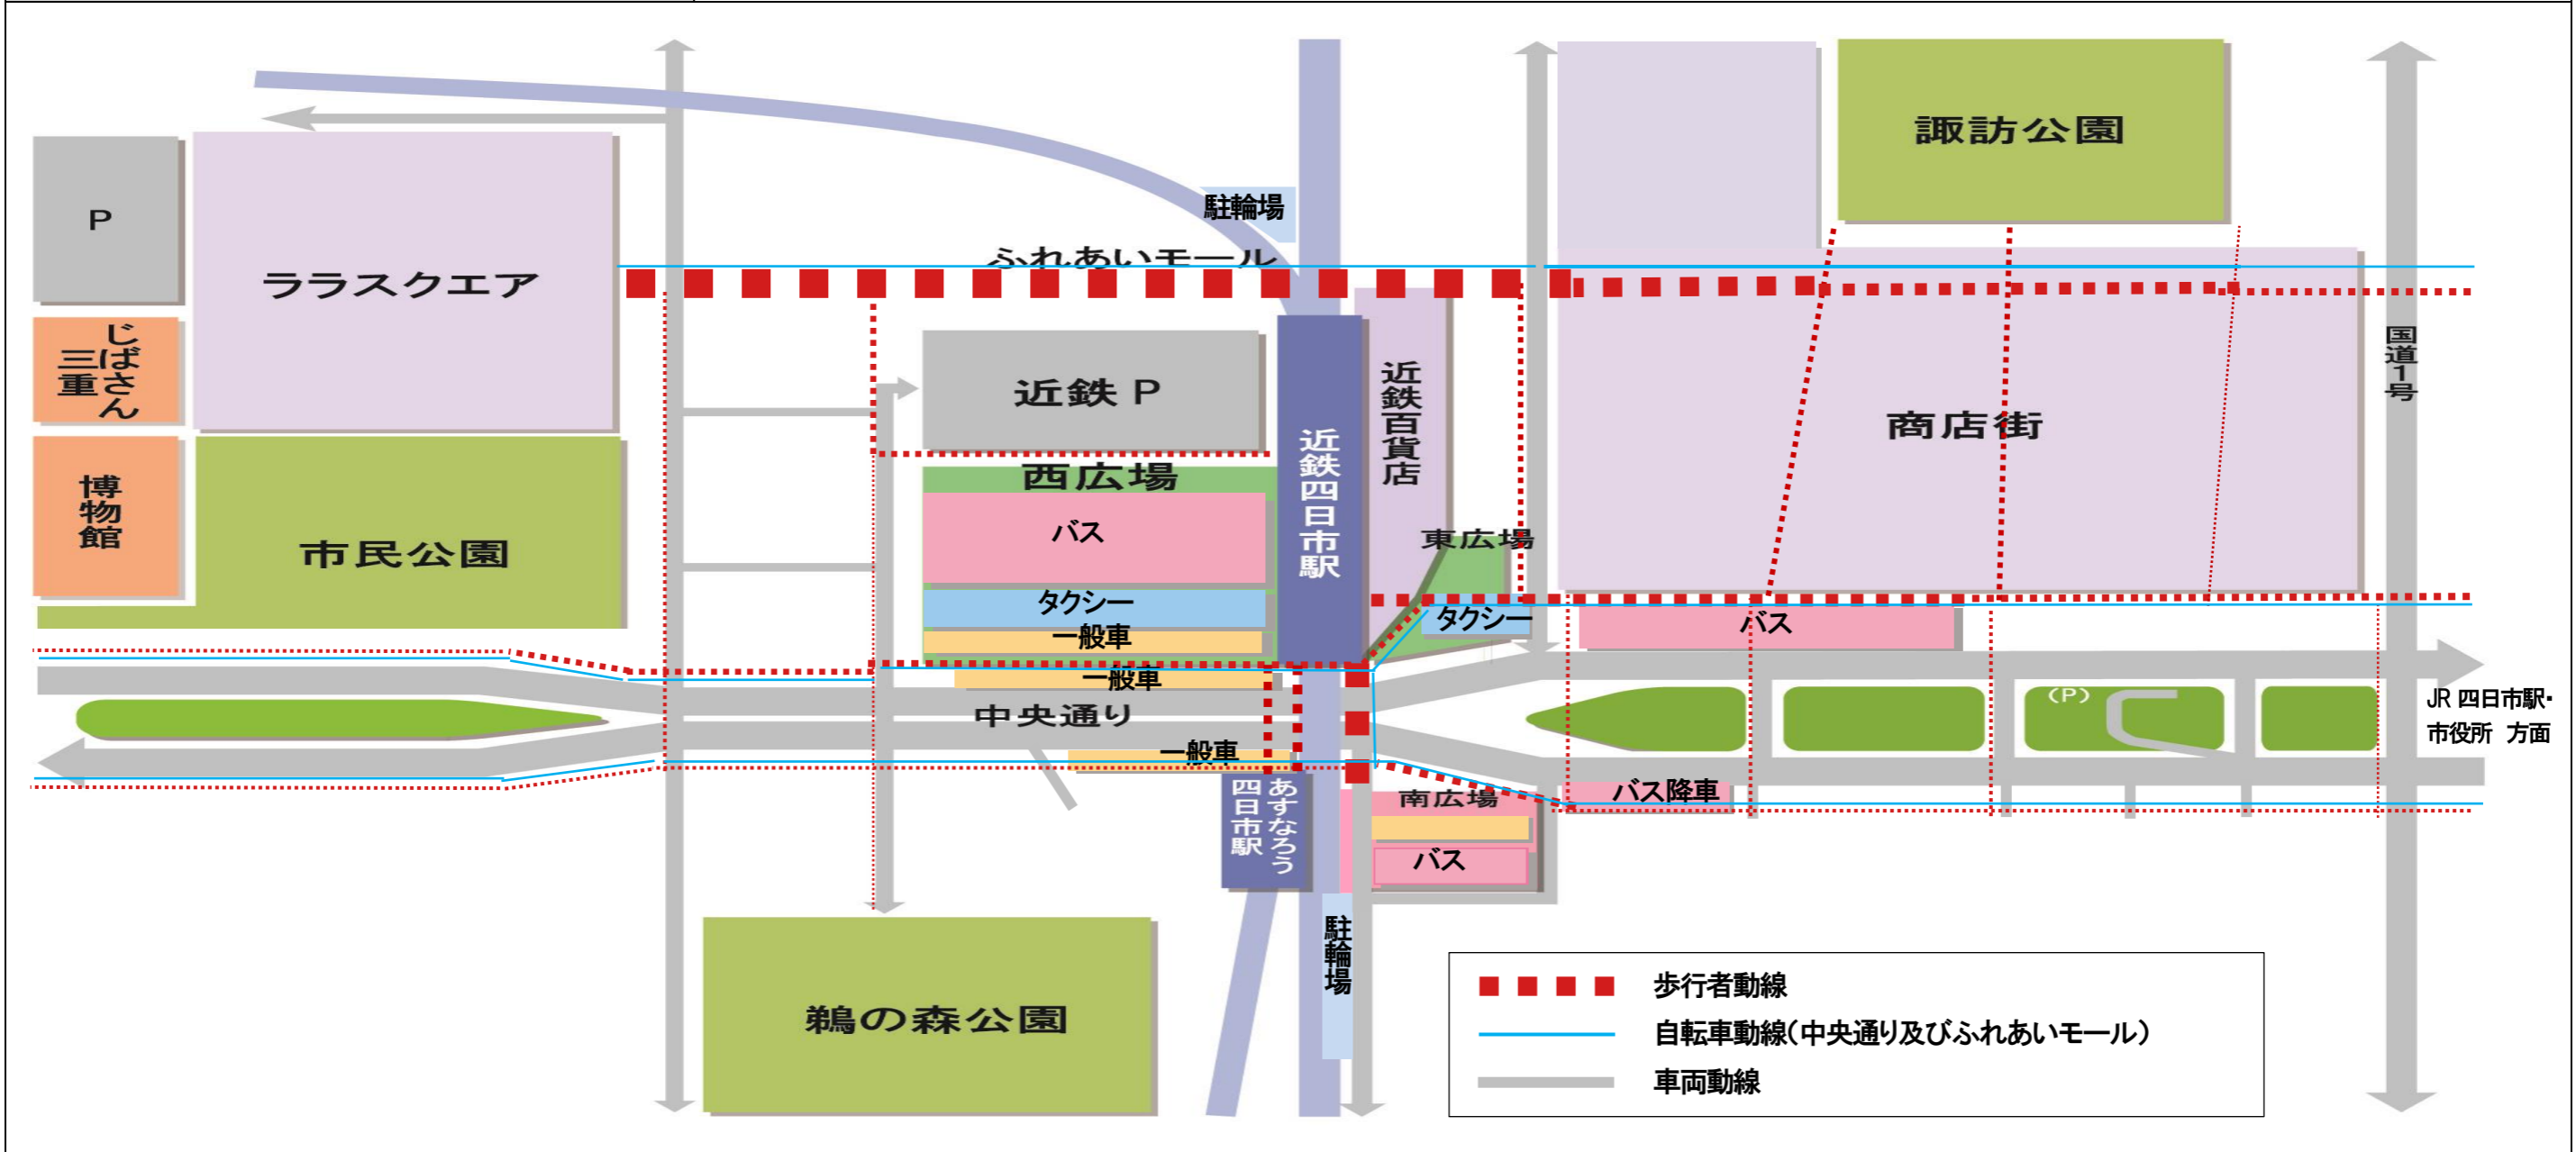 諏訪公園
駐輪場
P
ララスクエア
ふれあいモール
じばさん
三重
国道1号
近鉄 P
近鉄百貨店
近鉄四日市駅
商店街
博物館
市民公園
西広場
バス
タクシー
一般車
東広場
タクシー
バス
一般車
中央通り
(P)
JR 四日市駅・
市役所 方面
一般車
あすなろう
四日市駅
南広場
バス降車
バス
駐輪場
鵜の森公園
歩行者動線
自転車動線(中央通り及びふれあいモール)
車両動線